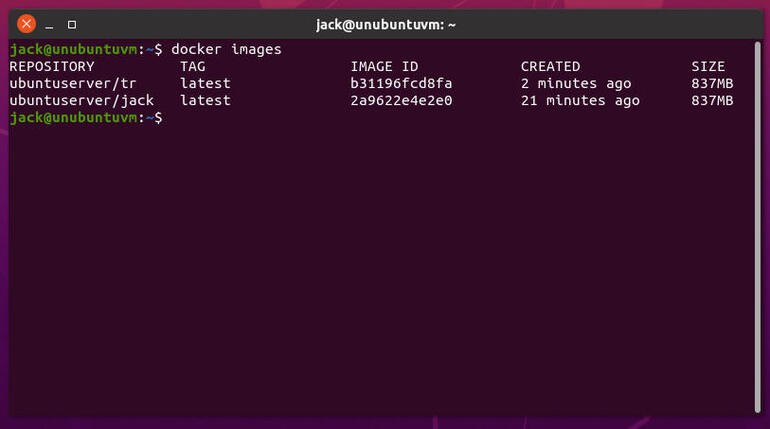 jack@unubuntuvm: ~
jack@unubuntuvm:~$ docker images
REPOSITORY TAG IMAGE ID CREATED SIZE
ubuntuserver/tr latest b31196fcd8fa 2 minutes ago 837MB
ubuntuserver/jack latest 2a9622e4e2e0 21 minutes ago 837MB
jack@unubuntuvm:~$